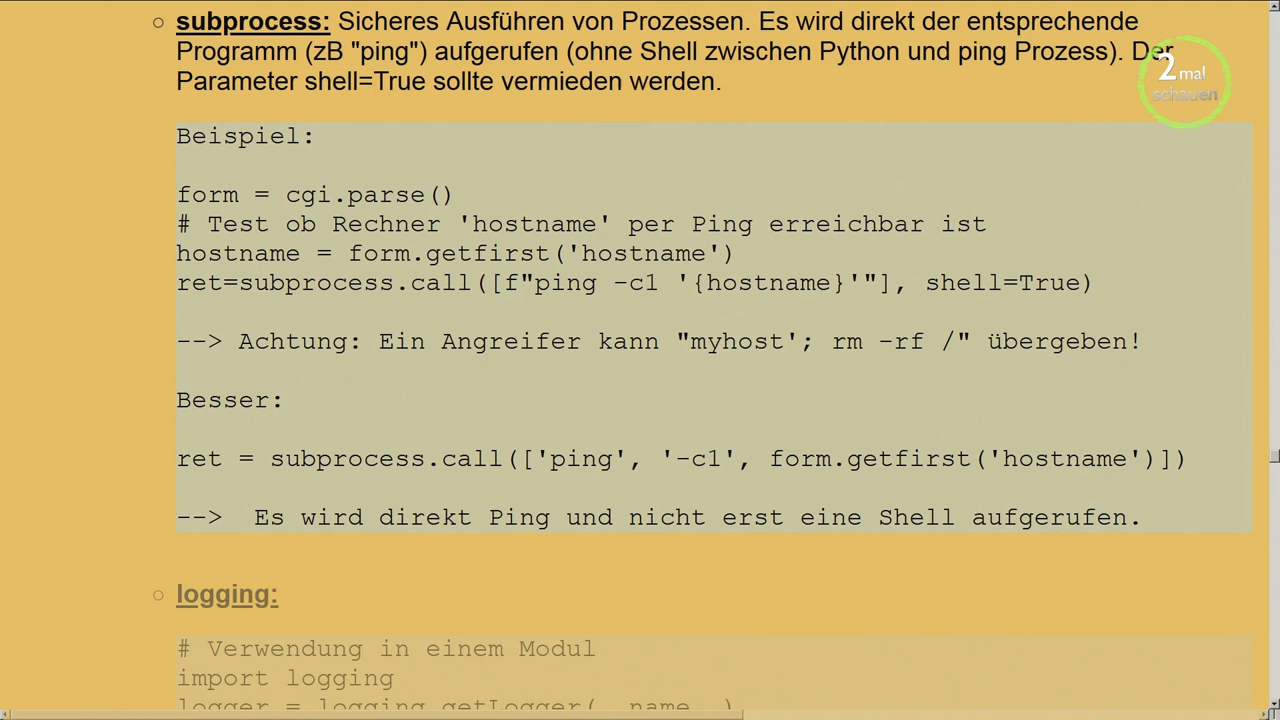 subprocess: Sicheres Ausführen von Prozessen. Es wird direkt der entsprechende
Programm (zB "ping") aufgerufen (ohne Shell zwischen Python und ping Prozess). Der
Parameter shell=True sollte vermieden werden.
2 mal
schauen
Beispiel:
form = cgi.parse()
# Test ob Rechner 'hostname' per Ping erreichbar ist
hostname = form.getfirst('hostname')
ret=subprocess.call([f"ping -c1 '{hostname}'"], shell=True)
--> Achtung: Ein Angreifer kann "myhost'; rm -rf /" übergeben!
Besser:
ret = subprocess.call(['ping', '-c1', form.getfirst('hostname')])
-->  Es wird direkt Ping und nicht erst eine Shell aufgerufen.
logging:
# Verwendung in einem Modul
import logging
logger = logging.getLogger(__name__)